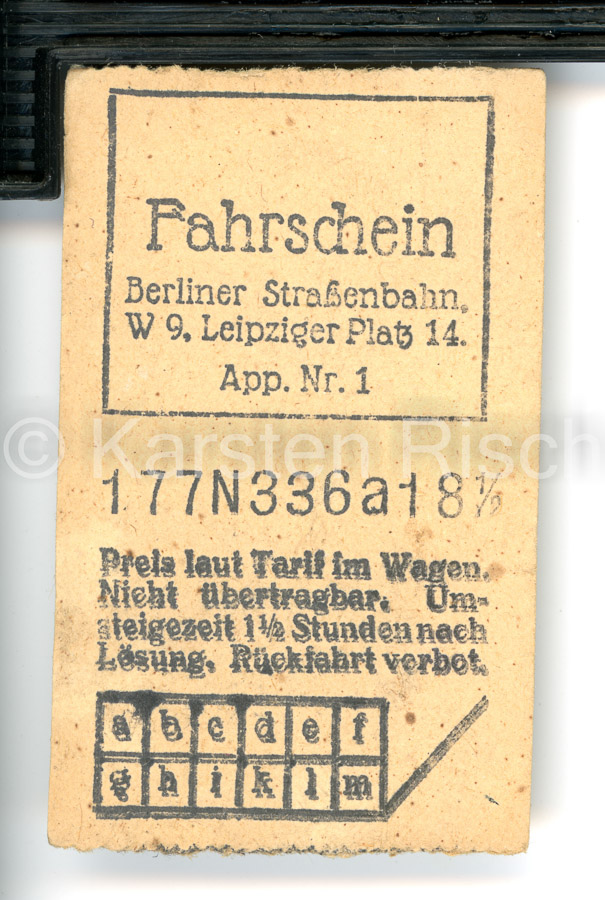 Fahrschein
Berliner Straßenbahn,
W 9, Leipziger Platz 14.
App. Nr. 1
© Karsten Risch
177N336a18½
Preis laut Tarif im Wagen.
Nicht übertragbar. Um-
steigezeit 1½ Stunden nach
Lösung. Rückfahrt verbot.
a b c d e f
g h i k l m